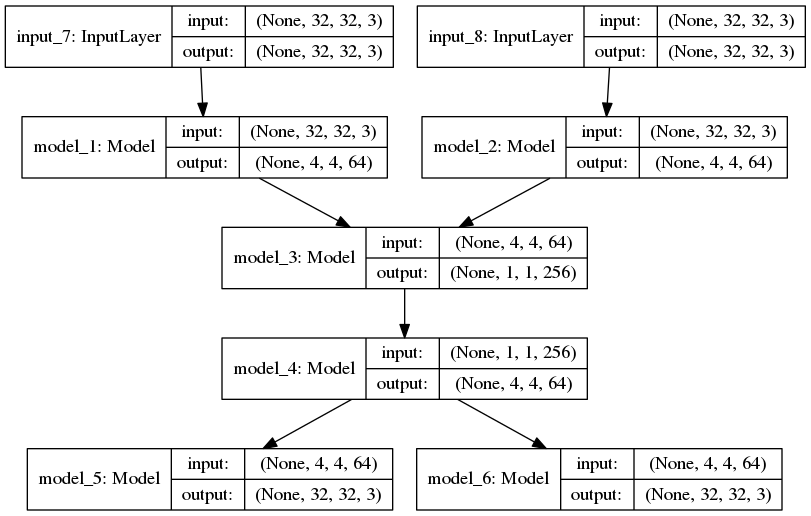 input_7: InputLayer input: (None, 32, 32, 3)
output: (None, 32, 32, 3)
input_8: InputLayer input: (None, 32, 32, 3)
output: (None, 32, 32, 3)
model_1: Model input: (None, 32, 32, 3)
output: (None, 4, 4, 64)
model_2: Model input: (None, 32, 32, 3)
output: (None, 4, 4, 64)
model_3: Model input: (None, 4, 4, 64)
output: (None, 1, 1, 256)
model_4: Model input: (None, 1, 1, 256)
output: (None, 4, 4, 64)
model_5: Model input: (None, 4, 4, 64)
output: (None, 32, 32, 3)
model_6: Model input: (None, 4, 4, 64)
output: (None, 32, 32, 3)